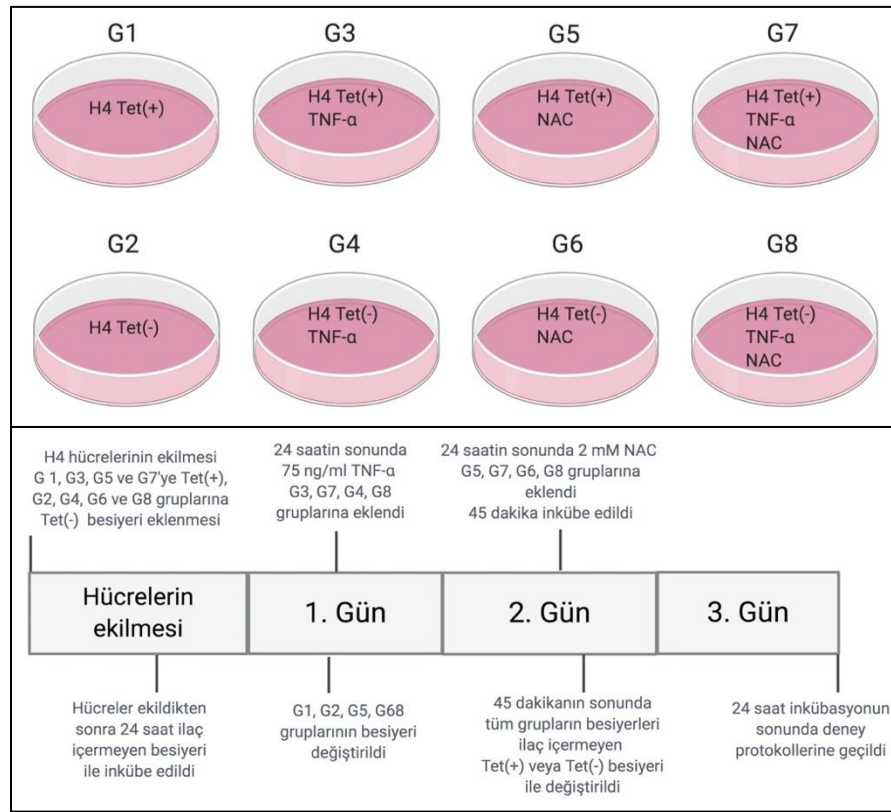 G1
G3
G5
G7
H4 Tet(+)
H4 Tet(+)
TNF-α
H4 Tet(+)
NAC
H4 Tet(+)
TNF-α
NAC
G2
G4
G6
G8
H4 Tet(-)
H4 Tet(-)
TNF-α
H4 Tet(-)
NAC
H4 Tet(-)
TNF-α
NAC
H4 hücrelerinin ekilmesi
G 1, G3, G5 ve G7'ye Tet(+),
G2, G4, G6 ve G8 gruplarına
Tet(-) besiyeri eklenmesi
24 saatin sonunda
75 ng/ml TNF-α
G3, G7, G4, G8
gruplarına eklendi
24 saatin sonunda 2 mM NAC
G5, G7, G6, G8 gruplarına
eklendi
45 dakika inkübe edildi
Hücrelerin
ekilmesi
1. Gün
2. Gün
3. Gün
Hücreler ekildikten
sonra 24 saat ilaç
içermeyen besiyeri
ile inkübe edildi
G1, G2, G5, G68
gruplarının besiyeri
değiştirildi
45 dakikanın sonunda
tüm grupların besiyerleri
ilaç içermeyen
Tet(+) veya Tet(-) besiyeri
ile değiştirildi
24 saat inkübasyonun
sonunda deney
protokollerine geçildi